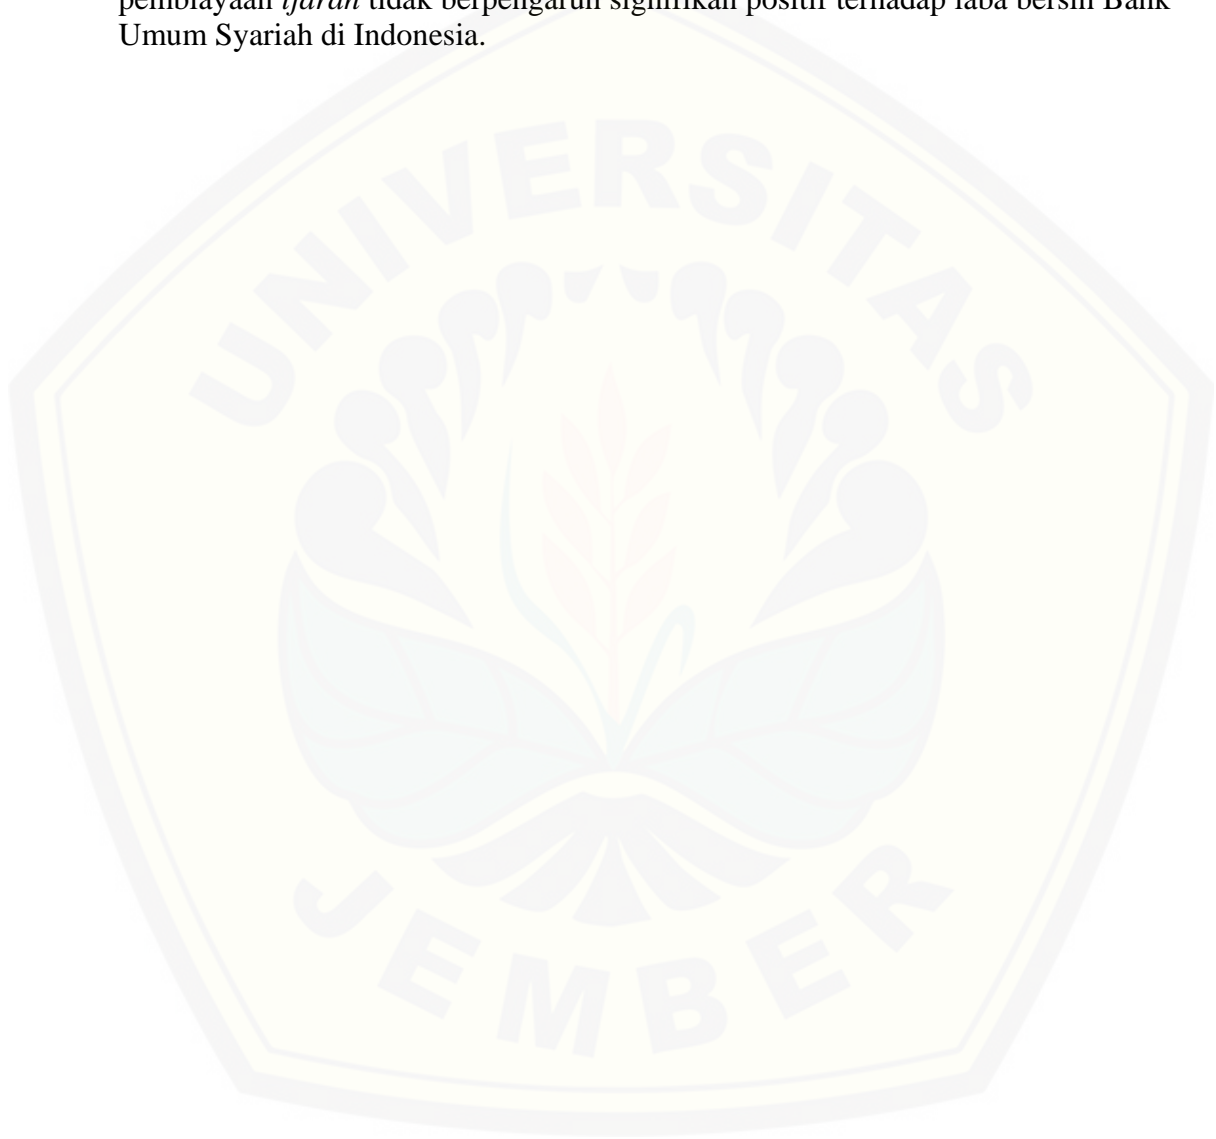 pembiayaan ijarah tidak berpengaruh signifikan positif terhadap laba bersih Bank
Umum Syariah di Indonesia.
UNIVERSITAS
JEMBER